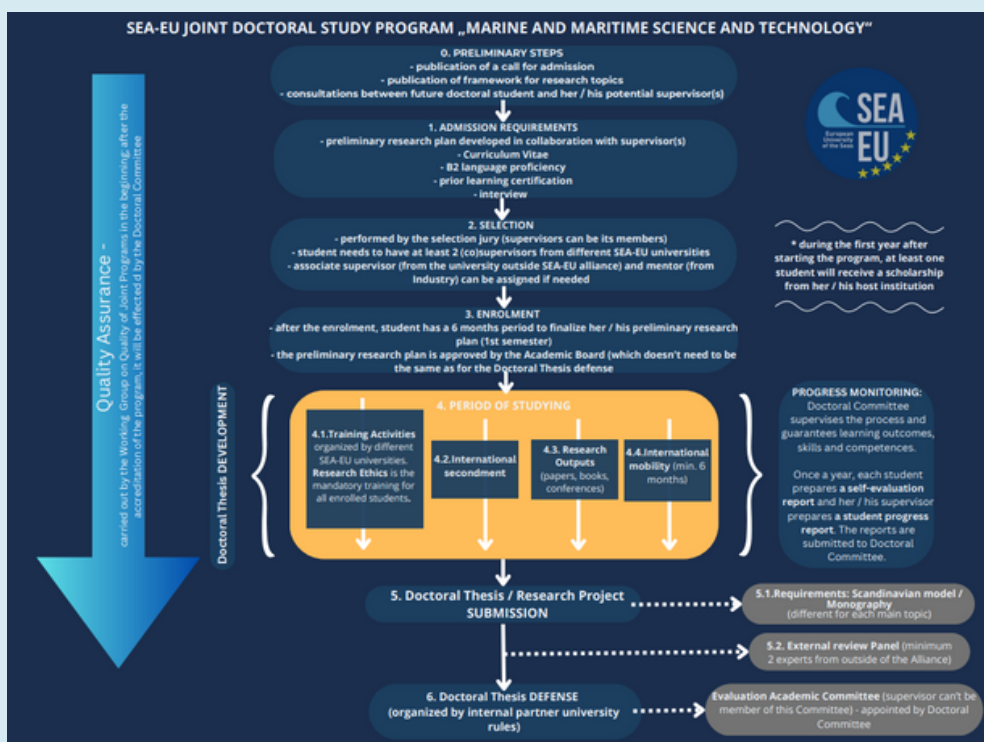 SEA-EU JOINT DOCTORAL STUDY PROGRAM „MARINE AND MARITIME SCIENCE AND TECHNOLOGY“
0. PRELIMINARY STEPS
- publication of a call for admission
- publication of framework for research topics
- consultations between future doctoral student and her / his potential supervisor(s)
1. ADMISSION REQUIREMENTS
- preliminary research plan developed in collaboration with supervisor(s)
- Curriculum Vitae
- B2 language proficiency
- prior learning certification
- interview
SEA
EU
European
University
of the Seas
2. SELECTION
- performed by the selection jury (supervisors can be its members)
- student needs to have at least 2 (co)supervisors from different SEA-EU universities
- associate supervisor (from the university outside SEA-EU alliance) and mentor (from
Industry) can be assigned if needed
* during the first year after
starting the program, at least one
student will receive a scholarship
from her / his host institution
3. ENROLMENT
- after the enrolment, student has a 6 months period to finalize her / his preliminary research
plan (1st semester)
- the preliminary research plan is approved by the Academic Board (which doesn't need to be
the same as for the Doctoral Thesis defense
Quality Assurance -
carried out by the Working Group on Quality of Joint Programs in the beginning, after the
accreditation of the program, it will be effected d by the Doctoral Committee
Doctoral Thesis DEVELOPMENT
4. PERIOD OF STUDYING
4.1.Training Activities
organized by different
SEA-EU universities.
Research Ethics is the
mandatory training for
all enrolled students.
4.2.International
secondment
4.3. Research
Outputs
(papers, books,
conferences)
4.4.International
mobility (min. 6
months)
PROGRESS MONITORING:
Doctoral Committee
supervises the process and
guarantees learning outcomes,
skills and competences.
Once a year, each student
prepares a self-evaluation
report and her / his supervisor
prepares a student progress
report. The reports are
submitted to Doctoral
Committee.
5. Doctoral Thesis / Research Project
SUBMISSION
5.1.Requirements: Scandinavian model /
Monography
(different for each main topic)
5.2. External review Panel (minimum
2 experts from outside of the Alliance)
6. Doctoral Thesis DEFENSE
(organized by internal partner university
rules)
Evaluation Academic Committee (supervisor can't be
member of this Committee) - appointed by Doctoral
Committee